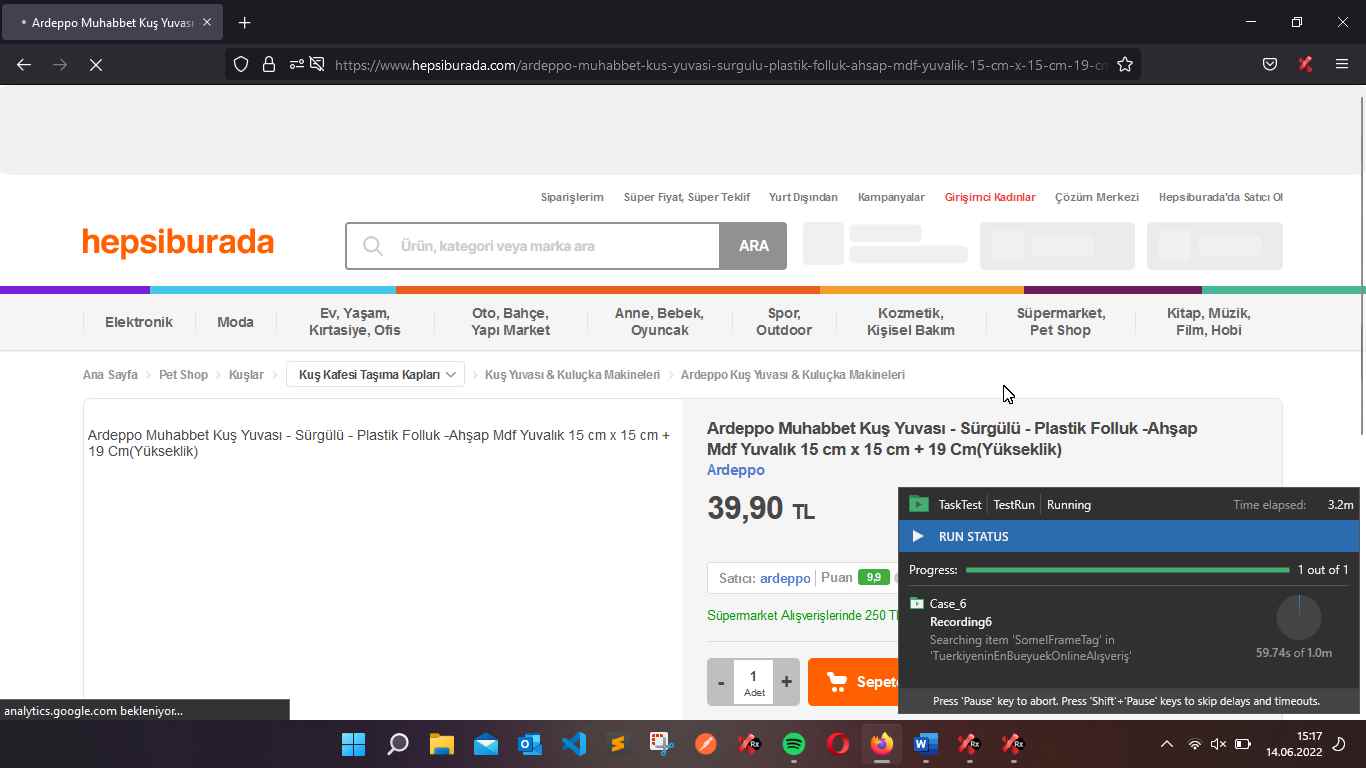 Ardeppo Muhabbet Kuş Yuvası
https://www.hepsiburada.com/ardeppo-muhabbet-kus-yuvasi-surgulu-plastik-folluk-ahsap-mdf-yuvalik-15-cm-x-15-cm-19-cm
Siparişlerim Süper Fiyat, Süper Teklif Yurt Dışından Kampanyalar Girişimci Kadınlar Çözüm Merkezi Hepsiburada'da Satıcı Ol
hepsiburada
Ürün, kategori veya marka ara
ARA
Elektronik
Moda
Ev, Yaşam,
Kırtasiye, Ofis
Oto, Bahçe,
Yapı Market
Anne, Bebek,
Oyuncak
Spor,
Outdoor
Kozmetik,
Kişisel Bakım
Süpermarket,
Pet Shop
Kitap, Müzik,
Film, Hobi
Ana Sayfa Pet Shop Kuşlar Kuş Kafesi Taşıma Kapları Kuş Yuvası & Kuluçka Makineleri Ardeppo Kuş Yuvası & Kuluçka Makineleri
Ardeppo Muhabbet Kuş Yuvası - Sürgülü - Plastik Folluk -Ahşap Mdf Yuvalık 15 cm x 15 cm +
19 Cm(Yükseklik)
Ardeppo Muhabbet Kuş Yuvası - Sürgülü - Plastik Folluk -Ahşap
Mdf Yuvalık 15 cm x 15 cm + 19 Cm(Yükseklik)
Ardeppo
39,90 TL
Satıcı: ardeppo Puan 9,9
Süpermarket Alışverişlerinde 250 TL
- 1 +
Adet
Sepete
TaskTest TestRun Running Time elapsed: 3.2m
RUN STATUS
Progress: 1 out of 1
Case_6
Recording6
Searching item 'SomeIFrameTag' in
'TuerkiyeninEnBueyuekOnlineAlışveriş'
59.74s of 1.0m
Press 'Pause' key to abort. Press 'Shift'+'Pause' keys to skip delays and timeouts.
analytics.google.com bekleniyor...
15:17
14.06.2022